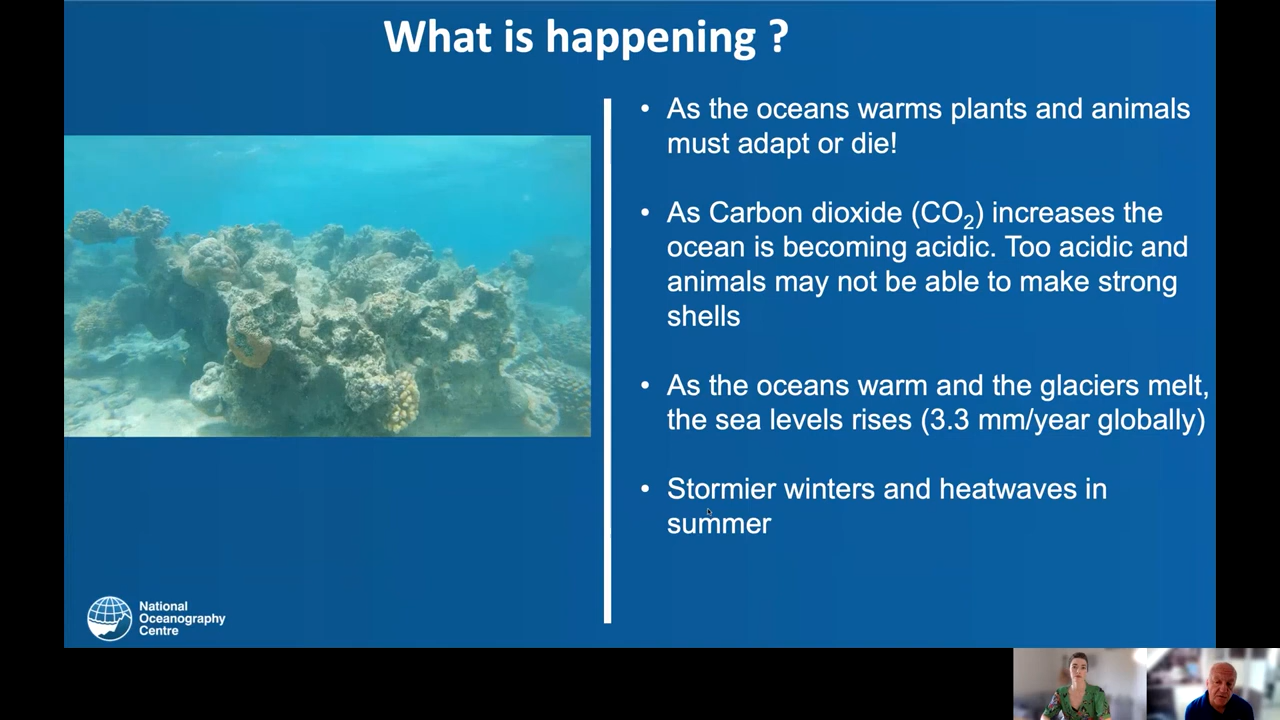 What is happening ?
• As the oceans warms plants and animals
must adapt or die!
• As Carbon dioxide (CO₂) increases the
ocean is becoming acidic. Too acidic and
animals may not be able to make strong
shells
• As the oceans warm and the glaciers melt,
the sea levels rises (3.3 mm/year globally)
• Stormier winters and heatwaves in
summer
National
Oceanography
Centre